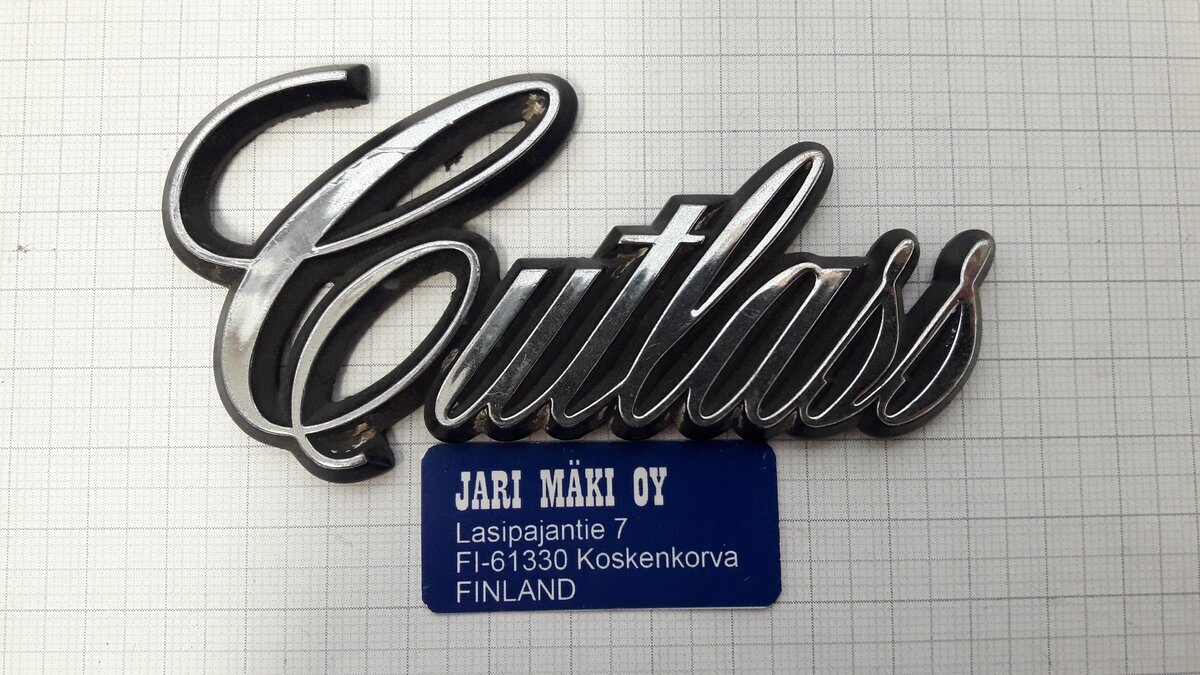 Cutlass
JARI MÄKI OY
Lasipajantie 7
FI-61330 Koskenkorva
FINLAND